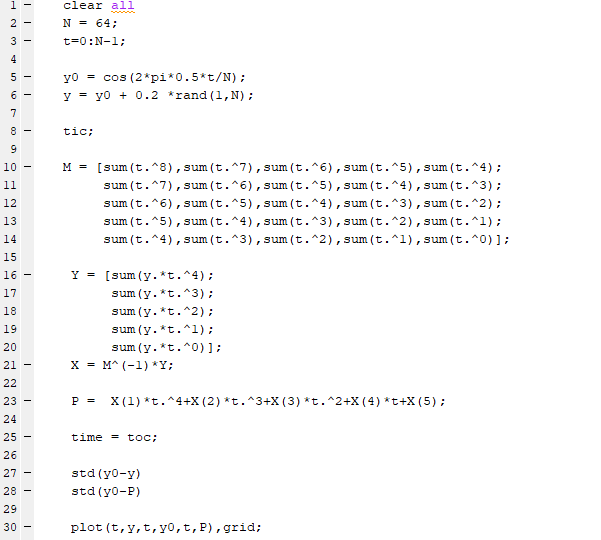 1 - clear all
2 - N = 64;
3 - t=0:N-1;
4
5 - y0 = cos(2*pi*0.5*t/N);
6 - y = y0 + 0.2 *rand(1,N);
7
8 - tic;
9
10 - M = [sum(t.^8),sum(t.^7),sum(t.^6),sum(t.^5),sum(t.^4);
11 sum(t.^7),sum(t.^6),sum(t.^5),sum(t.^4),sum(t.^3);
12 sum(t.^6),sum(t.^5),sum(t.^4),sum(t.^3),sum(t.^2);
13 sum(t.^5),sum(t.^4),sum(t.^3),sum(t.^2),sum(t.^1);
14 sum(t.^4),sum(t.^3),sum(t.^2),sum(t.^1),sum(t.^0)];
15
16 - Y = [sum(y.*t.^4);
17 sum(y.*t.^3);
18 sum(y.*t.^2);
19 sum(y.*t.^1);
20 sum(y.*t.^0)];
21 - X = M^(-1)*Y;
22
23 - P = X(1)*t.^4+X(2)*t.^3+X(3)*t.^2+X(4)*t+X(5);
24
25 - time = toc;
26
27 - std(y0-y)
28 - std(y0-P)
29
30 - plot(t,y,t,y0,t,P),grid;